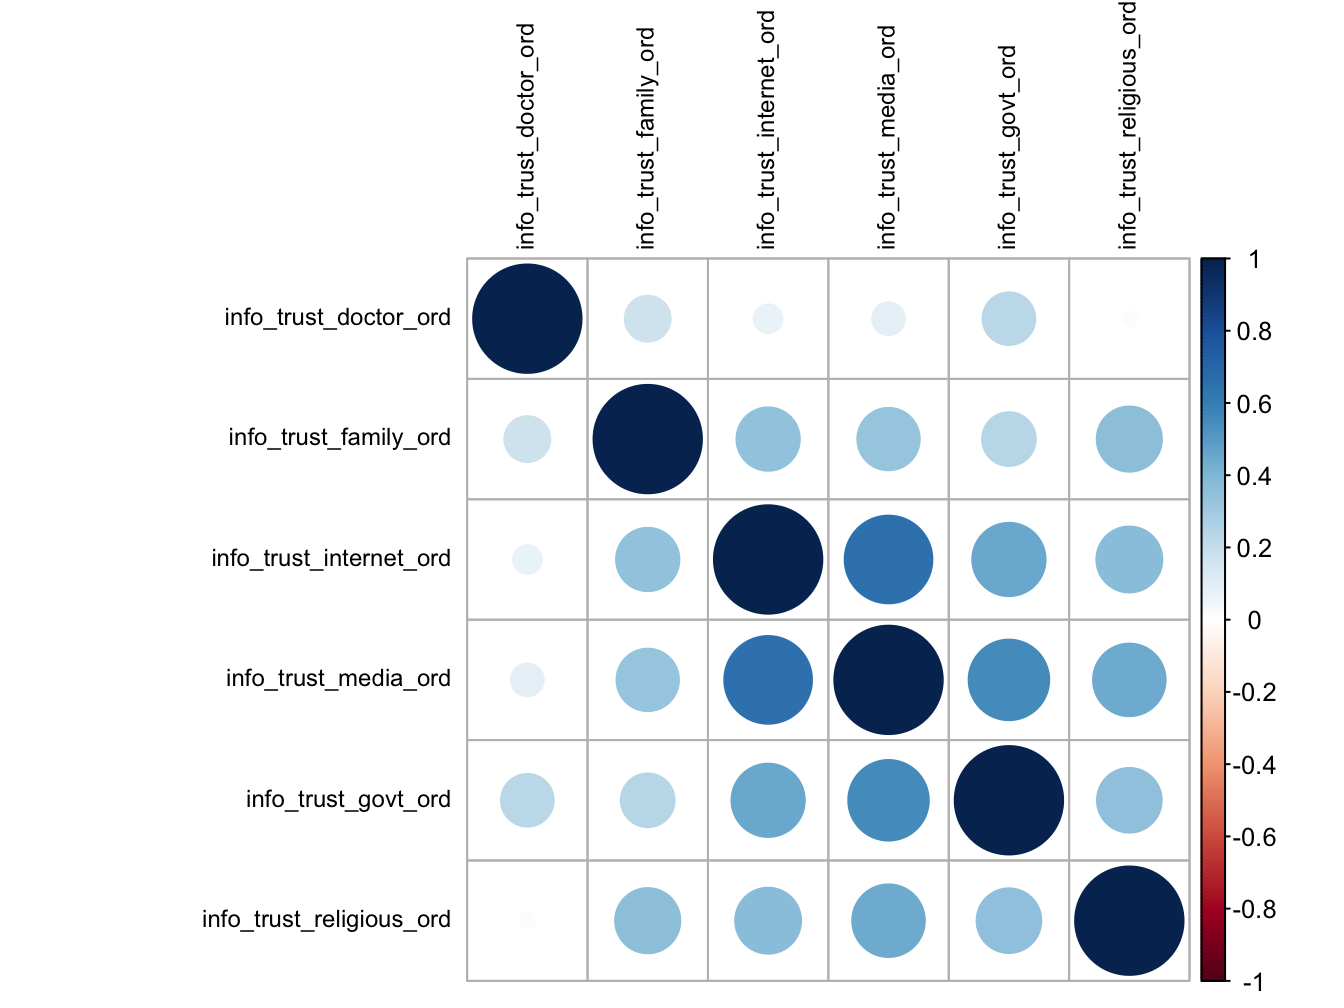 info_trust_doctor_ord
info_trust_family_ord
info_trust_internet_ord
info_trust_media_ord
info_trust_govt_ord
info_trust_religious_ord
info_trust_doctor_ord
info_trust_family_ord
info_trust_internet_ord
info_trust_media_ord
info_trust_govt_ord
info_trust_religious_ord
1
0.8
0.6
0.4
0.2
0
-0.2
-0.4
-0.6
-0.8
-1